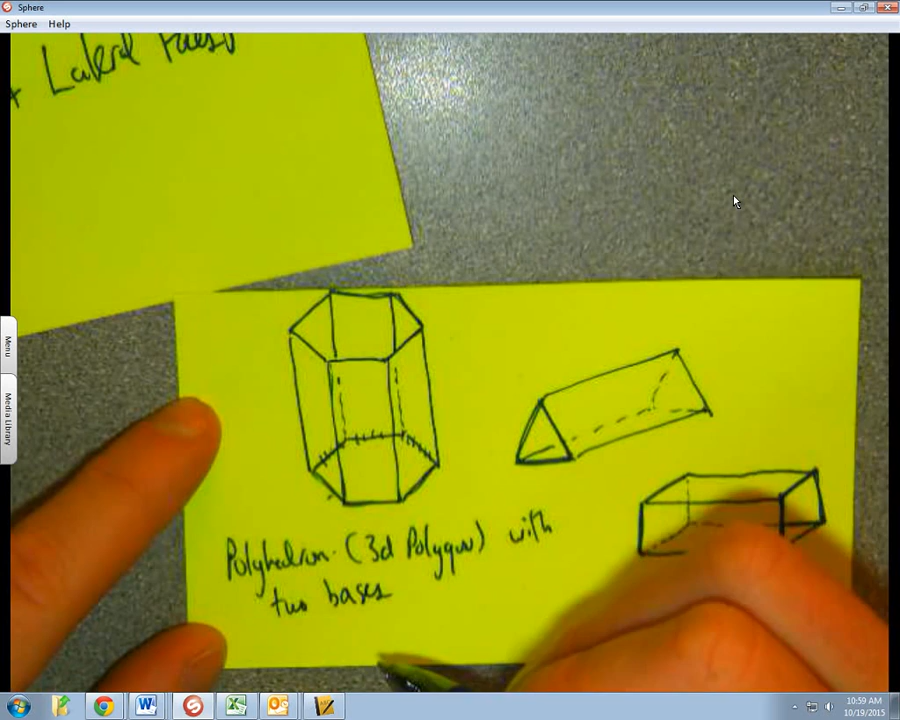 Sphere
Sphere Help
+ Lateral Faces
Menu
Media Library
Polyhedron (3d Polygon) with
two bases
10:59 AM
10/19/2015